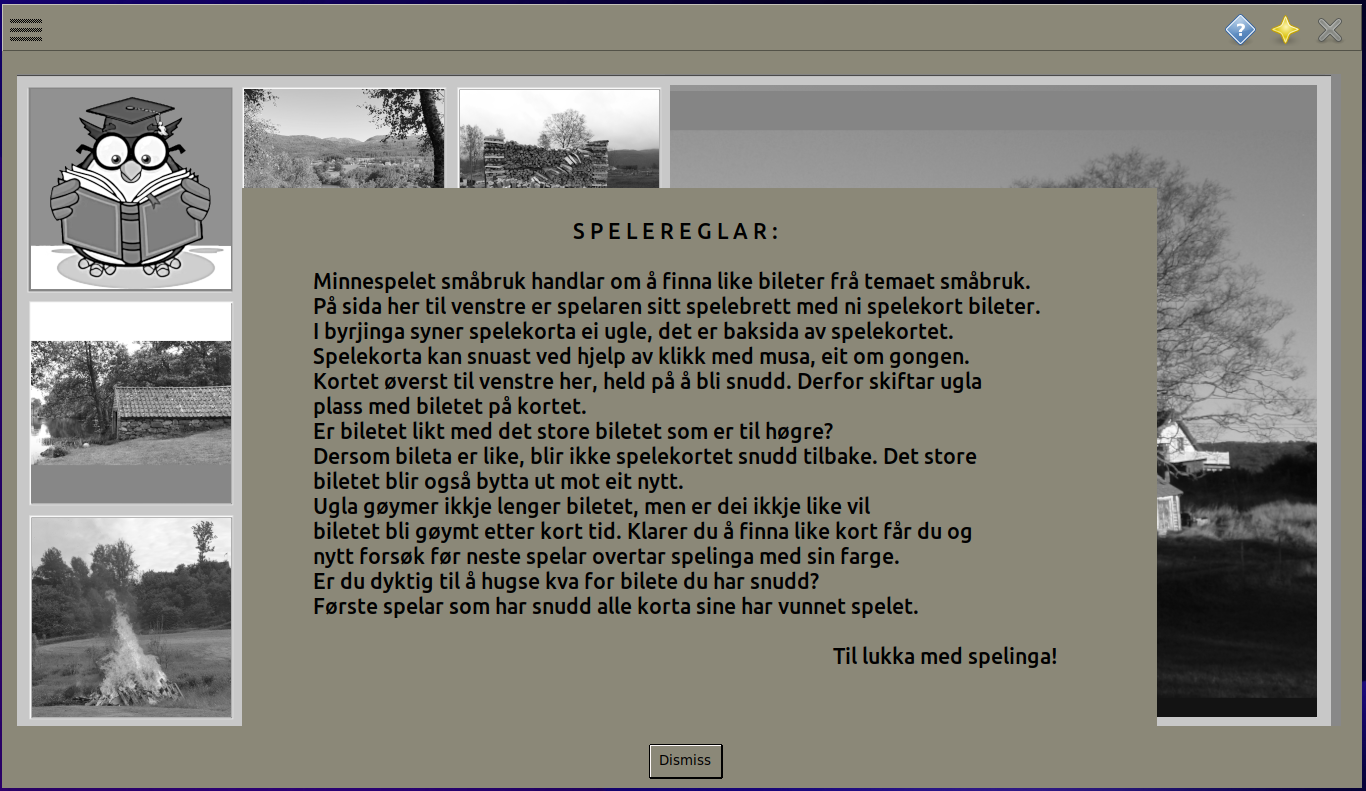 SPELEREGLAR:
Minnespelet småbruk handlar om å finna like bileter frå temaet småbruk.
På sida her til venstre er spelaren sitt spelebrett med ni spelekort bileter.
I byrjinga syner spelekorta ei ugle, det er baksida av spelekortet.
Spelekorta kan snuast ved hjelp av klikk med musa, eit om gongen.
Kortet øverst til venstre her, held på å bli snudd. Derfor skiftar ugla
plass med biletet på kortet.
Er biletet likt med det store biletet som er til høgre?
Dersom bileta er like, blir ikke spelekortet snudd tilbake. Det store
biletet blir også bytta ut mot eit nytt.
Ugla gøymer ikkje lenger biletet, men er dei ikkje like vil
biletet bli gøymt etter kort tid. Klarer du å finna like kort får du og
nytt forsøk før neste spelar overtar spelinga med sin farge.
Er du dyktig til å hugse kva for bilete du har snudd?
Første spelar som har snudd alle korta sine har vunnet spelet.
Til lukka med spelinga!
Dismiss